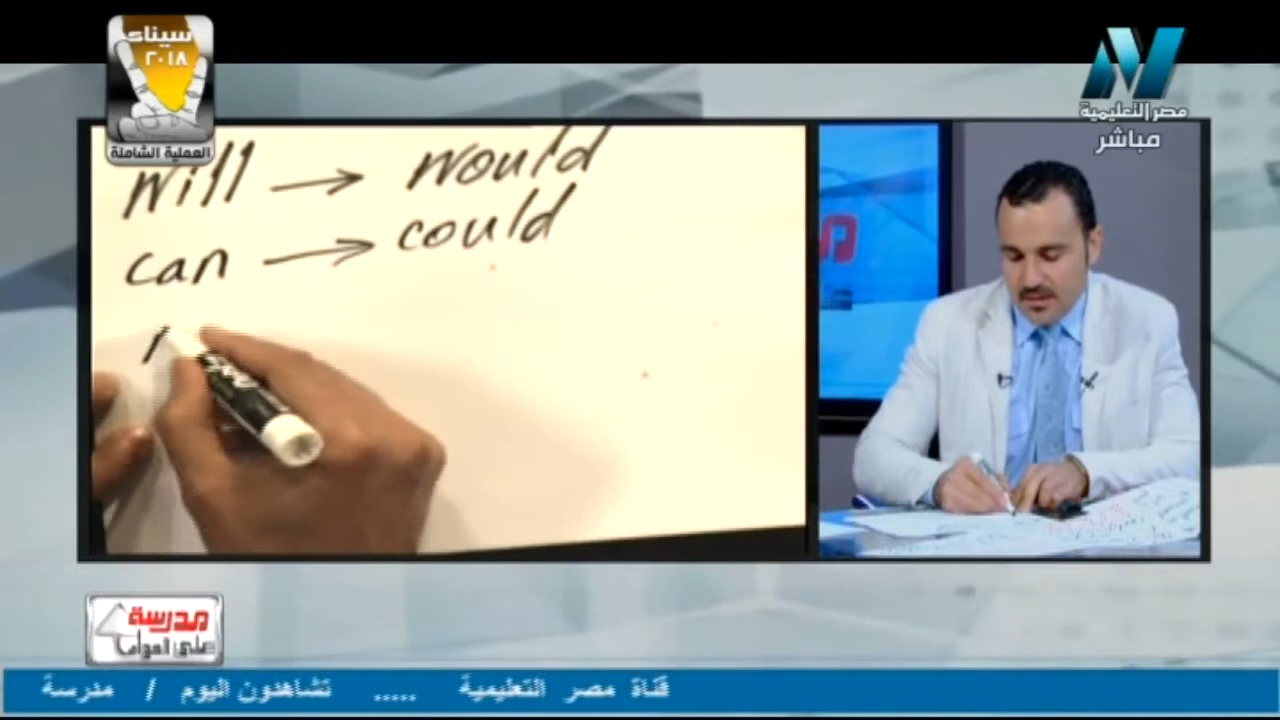 سيناء
٢٠١٨
العملية الشاملة
مصر التعليمية
مباشر
will → would
can → could
مدرسة
على الهواء
قناة مصر التعليمية ..... تشاهدون اليوم / مدرسة